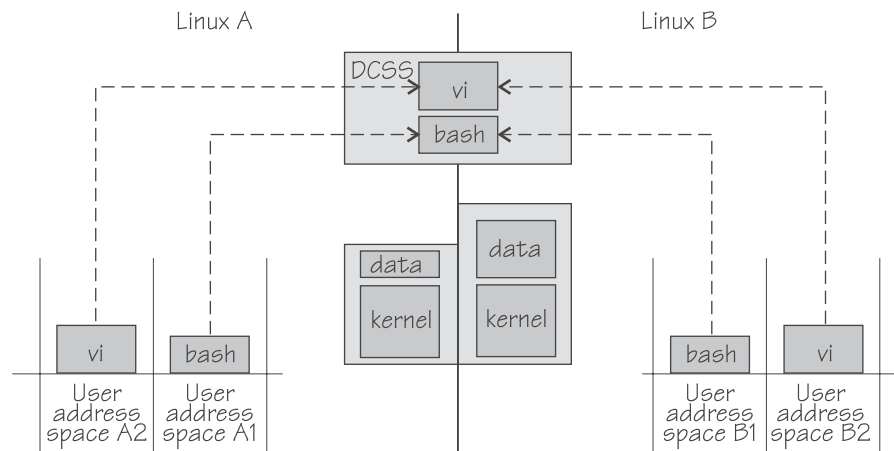 Linux A
Linux B
DCSS
vi
bash
data
kernel
data
kernel
vi
bash
bash
vi
User
address
space A2
User
address
space A1
User
address
space B1
User
address
space B2